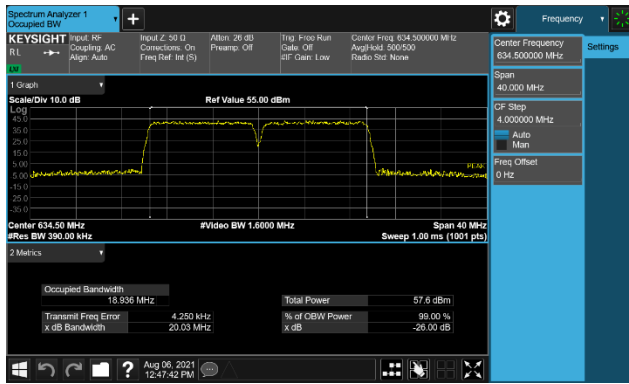 Spectrum Analyzer 1
Occupied BW
Frequency
KEYSIGHT
RL
Input: RF
Coupling: AC
Align: Auto
Input Z: 50 Ω
Corrections: On
Freq Ref: Int (S)
Atten: 26 dB
Preamp: Off
Trig: Free Run
Gate: Off
#IF Gain: Low
Center Freq: 634.500000 MHz
Avg|Hold: 500/500
Radio Std: None
Center Frequency
634.500000 MHz
Settings
Span
40.000 MHz
CF Step
4.000000 MHz
Auto
Man
Freq Offset
0 Hz
1 Graph
Scale/Div 10.0 dB
Ref Value 55.00 dBm
Log
45.0
35.0
25.0
15.0
5.00
-5.00
-15.0
-25.0
-35.0
PEAK
Center 634.50 MHz
#Video BW 1.6000 MHz
Span 40 MHz
#Res BW 390.00 kHz
Sweep 1.00 ms (1001 pts)
2 Metrics
Occupied Bandwidth
18.936 MHz
Total Power
57.6 dBm
Transmit Freq Error
4.250 kHz
% of OBW Power
99.00 %
x dB Bandwidth
20.03 MHz
x dB
-26.00 dB
Aug 06, 2021
12:47:42 PM